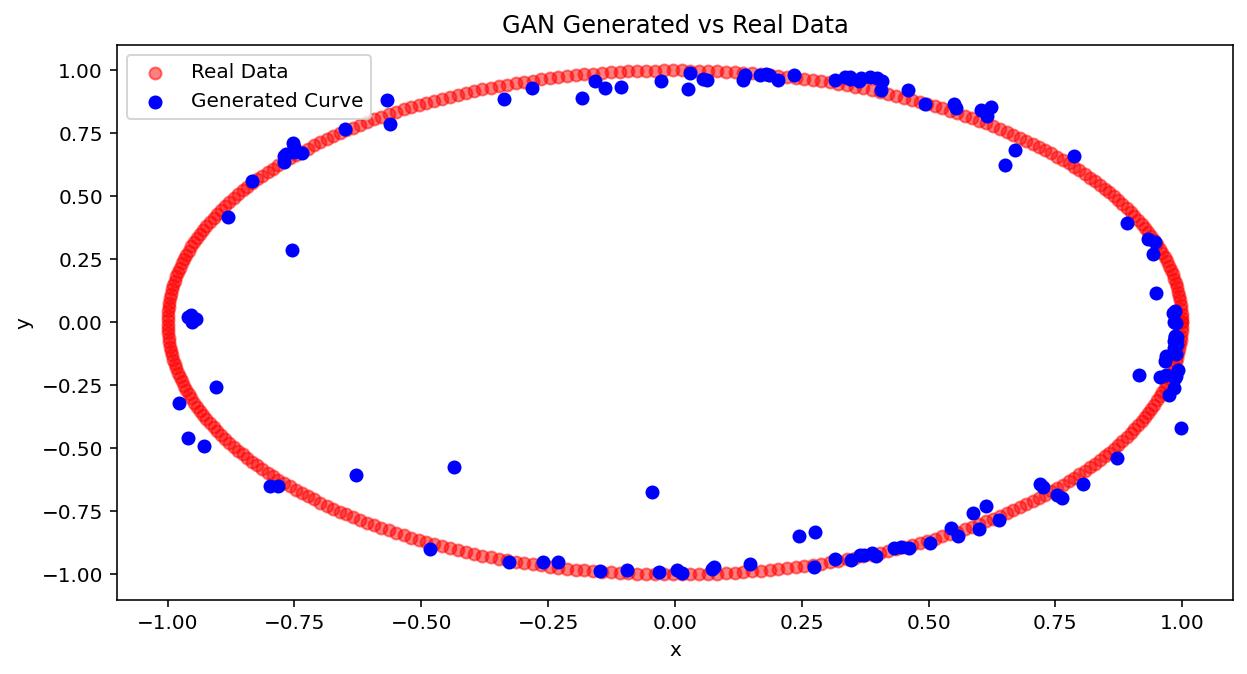 GAN Generated vs Real Data
Real Data
Generated Curve
1.00
0.75
0.50
0.25
0.00
−0.25
−0.50
−0.75
−1.00
y
−1.00 −0.75 −0.50 −0.25 0.00 0.25 0.50 0.75 1.00
x